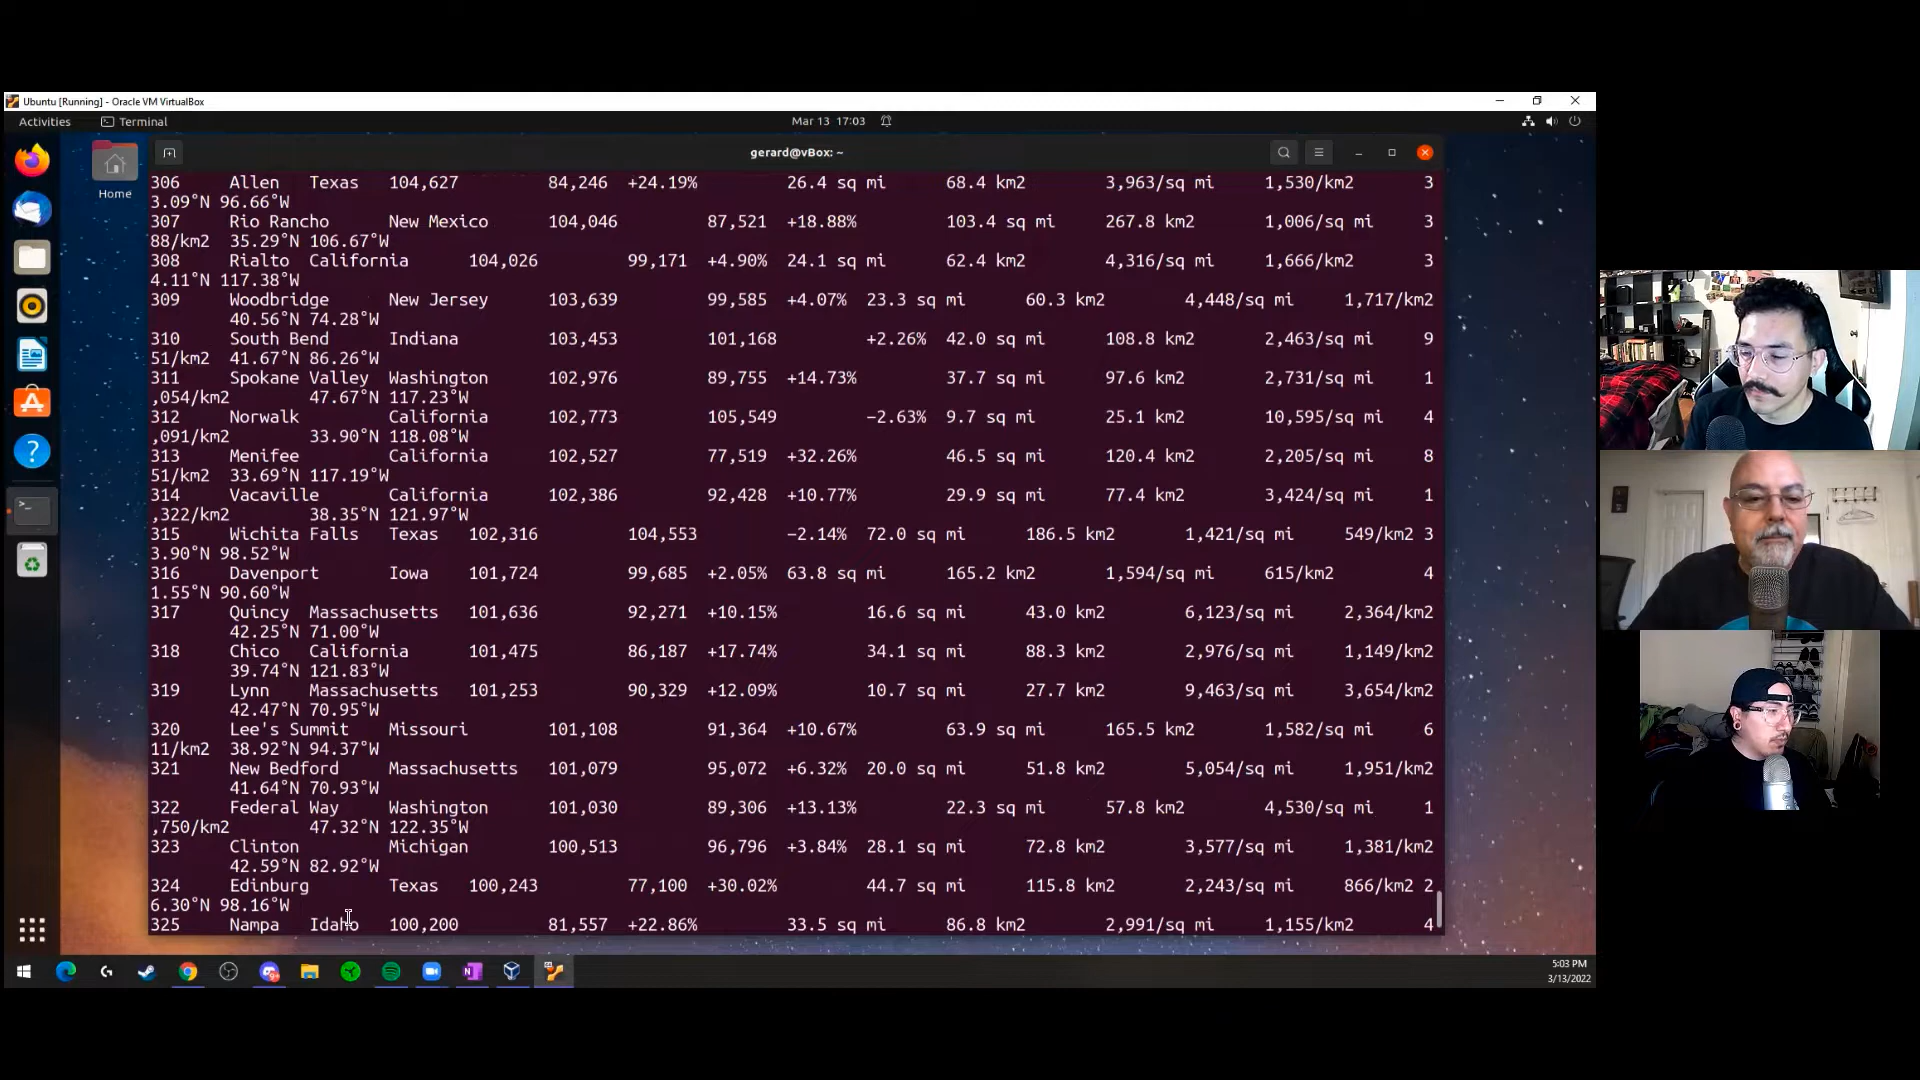 Ubuntu [Running] - Oracle VM VirtualBox
Activities Terminal Mar 13 17:03
gerard@vBox: ~
Home
306 Allen Texas 104,627 84,246 +24.19% 26.4 sq mi 68.4 km2 3,963/sq mi 1,530/km2 3
3.09°N 96.66°W
307 Rio Rancho New Mexico 104,046 87,521 +18.88% 103.4 sq mi 267.8 km2 1,006/sq mi 3
88/km2 35.29°N 106.67°W
308 Rialto California 104,026 99,171 +4.90% 24.1 sq mi 62.4 km2 4,316/sq mi 1,666/km2 3
4.11°N 117.38°W
309 Woodbridge New Jersey 103,639 99,585 +4.07% 23.3 sq mi 60.3 km2 4,448/sq mi 1,717/km2
40.56°N 74.28°W
310 South Bend Indiana 103,453 101,168 +2.26% 42.0 sq mi 108.8 km2 2,463/sq mi 9
51/km2 41.67°N 86.26°W
311 Spokane Valley Washington 102,976 89,755 +14.73% 37.7 sq mi 97.6 km2 2,731/sq mi 1
,054/km2 47.67°N 117.23°W
312 Norwalk California 102,773 105,549 −2.63% 9.7 sq mi 25.1 km2 10,595/sq mi 4
,091/km2 33.90°N 118.08°W
313 Menifee California 102,527 77,519 +32.26% 46.5 sq mi 120.4 km2 2,205/sq mi 8
51/km2 33.69°N 117.19°W
314 Vacaville California 102,386 92,428 +10.77% 29.9 sq mi 77.4 km2 3,424/sq mi 1
,322/km2 38.35°N 121.97°W
315 Wichita Falls Texas 102,316 104,553 −2.14% 72.0 sq mi 186.5 km2 1,421/sq mi 549/km2 3
3.90°N 98.52°W
316 Davenport Iowa 101,724 99,685 +2.05% 63.8 sq mi 165.2 km2 1,594/sq mi 615/km2 4
1.55°N 90.60°W
317 Quincy Massachusetts 101,636 92,271 +10.15% 16.6 sq mi 43.0 km2 6,123/sq mi 2,364/km2
42.25°N 71.00°W
318 Chico California 101,475 86,187 +17.74% 34.1 sq mi 88.3 km2 2,976/sq mi 1,149/km2
39.74°N 121.83°W
319 Lynn Massachusetts 101,253 90,329 +12.09% 10.7 sq mi 27.7 km2 9,463/sq mi 3,654/km2
42.47°N 70.95°W
320 Lee's Summit Missouri 101,108 91,364 +10.67% 63.9 sq mi 165.5 km2 1,582/sq mi 6
11/km2 38.92°N 94.37°W
321 New Bedford Massachusetts 101,079 95,072 +6.32% 20.0 sq mi 51.8 km2 5,054/sq mi 1,951/km2
41.64°N 70.93°W
322 Federal Way Washington 101,030 89,306 +13.13% 22.3 sq mi 57.8 km2 4,530/sq mi 1
,750/km2 47.32°N 122.35°W
323 Clinton Michigan 100,513 96,796 +3.84% 28.1 sq mi 72.8 km2 3,577/sq mi 1,381/km2
42.59°N 82.92°W
324 Edinburg Texas 100,243 77,100 +30.02% 44.7 sq mi 115.8 km2 2,243/sq mi 866/km2 2
6.30°N 98.16°W
325 Nampa Idaho 100,200 81,557 +22.86% 33.5 sq mi 86.8 km2 2,991/sq mi 1,155/km2 4
5:03 PM
3/13/2022